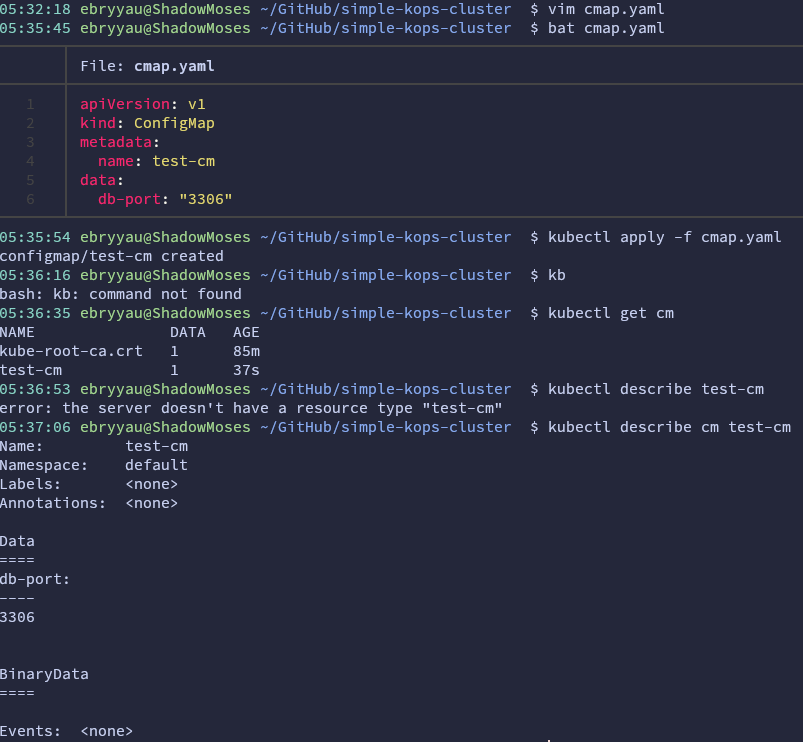 05:32:18 ebryyau@ShadowMoses ~/GitHub/simple-kops-cluster  $ vim cmap.yaml
05:35:45 ebryyau@ShadowMoses ~/GitHub/simple-kops-cluster  $ bat cmap.yaml
File: cmap.yaml
1 apiVersion: v1
2 kind: ConfigMap
3 metadata:
4   name: test-cm
5 data:
6   db-port: "3306"
05:35:54 ebryyau@ShadowMoses ~/GitHub/simple-kops-cluster  $ kubectl apply -f cmap.yaml
configmap/test-cm created
05:36:16 ebryyau@ShadowMoses ~/GitHub/simple-kops-cluster  $ kb
bash: kb: command not found
05:36:35 ebryyau@ShadowMoses ~/GitHub/simple-kops-cluster  $ kubectl get cm
NAME               DATA   AGE
kube-root-ca.crt   1      85m
test-cm            1      37s
05:36:53 ebryyau@ShadowMoses ~/GitHub/simple-kops-cluster  $ kubectl describe test-cm
error: the server doesn't have a resource type "test-cm"
05:37:06 ebryyau@ShadowMoses ~/GitHub/simple-kops-cluster  $ kubectl describe cm test-cm
Name:         test-cm
Namespace:    default
Labels:       <none>
Annotations:  <none>
Data
====
db-port:
----
3306
BinaryData
====
Events:  <none>